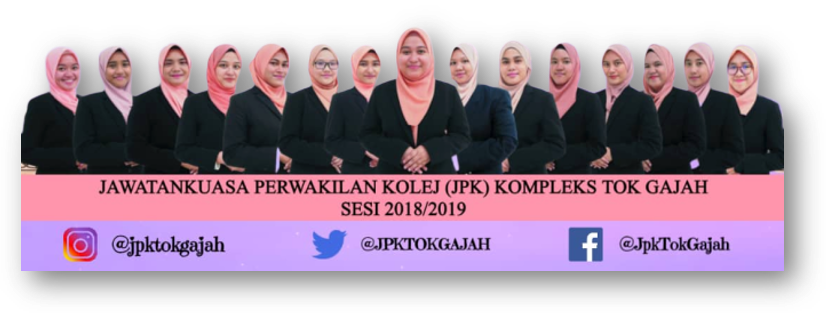 JAWATANKUASA PERWAKILAN KOLEJ (JPK) KOMPLEKS TOK GAJAH
SESI 2018/2019
@jpktokgajah @JPKTOKGAJAH @JpkTokGajah